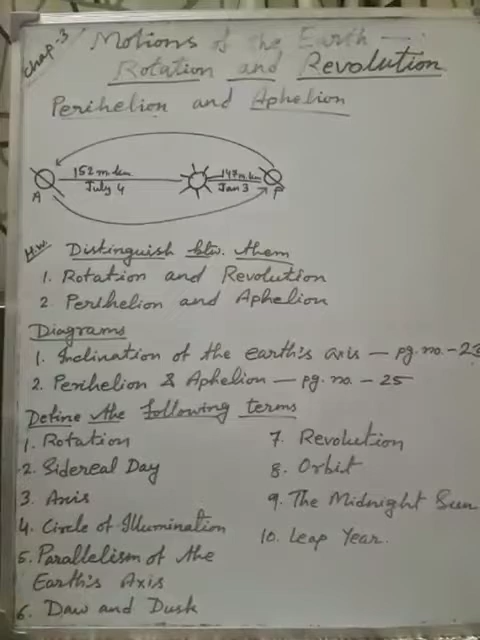 Chap:3
Motions of the Earth —
Rotation and Revolution
Perihelion and Aphelion
152 m.km
July 4
147 m.km
Jan 3
A
P
H.W. Distinguish btw. them
1. Rotation and Revolution
2. Perihelion and Aphelion
Diagrams
1. Inclination of the earth's axis — pg.no. - 23
2. Perihelion & Aphelion — pg. no. - 25
Define the following terms
1. Rotation
2. Sidereal Day
3. Axis
4. Circle of Illumination
5. Parallelism of the
Earth's Axis
6. Daw and Dusk
7. Revolution
8. Orbit
9. The Midnight Sun
10. Leap Year.